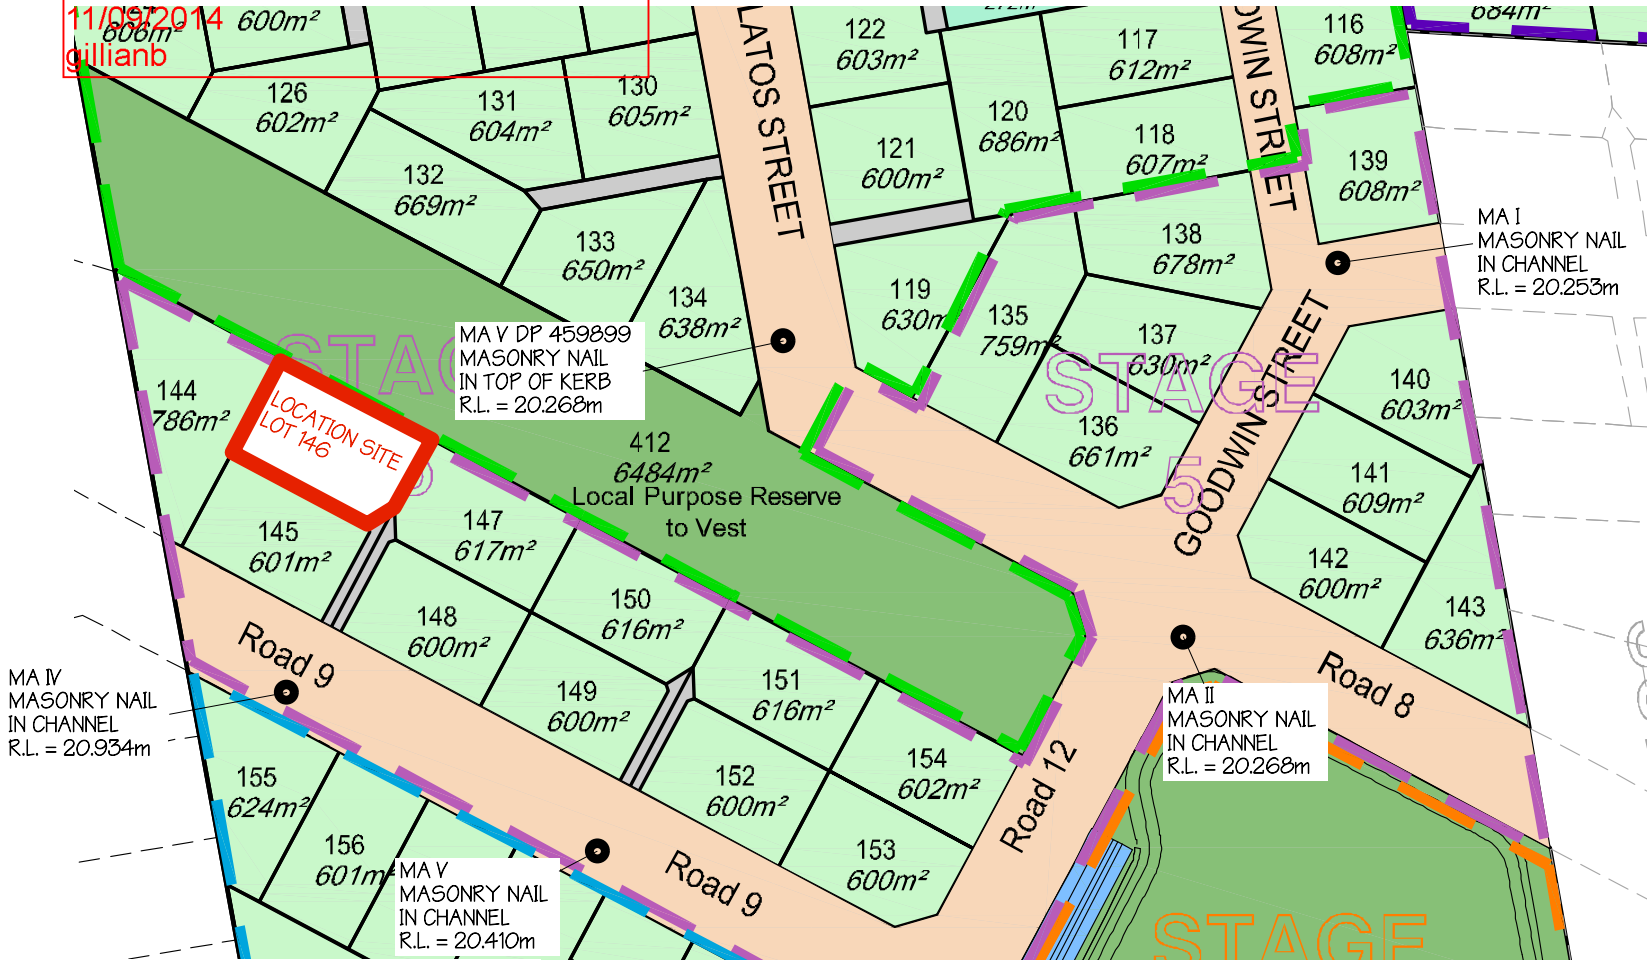 11/09/2014
gillianb
606m²
600m²
126
602m²
131
604m²
130
605m²
132
669m²
133
650m²
134
638m²
LATOS STREET
122
603m²
121
600m²
120
686m²
272m²
117
612m²
118
607m²
OWIN STREET
116
608m²
684m²
139
608m²
MA I
MASONRY NAIL
IN CHANNEL
R.L. = 20.253m
119
630m
135
759m²
138
678m²
137
630m²
136
661m²
STAGE
5
GOODWIN STREET
140
603m²
141
609m²
142
600m²
143
636m²
MA V DP 459899
MASONRY NAIL
IN TOP OF KERB
R.L. = 20.268m
STAG
144
786m²
LOCATION SITE
LOT 146
412
6484m²
Local Purpose Reserve
to Vest
145
601m²
147
617m²
148
600m²
150
616m²
149
600m²
151
616m²
152
600m²
154
602m²
153
600m²
Road 9
Road 9
Road 12
Road 8
MA II
MASONRY NAIL
IN CHANNEL
R.L. = 20.268m
MA IV
MASONRY NAIL
IN CHANNEL
R.L. = 20.934m
155
624m²
156
601m
MA V
MASONRY NAIL
IN CHANNEL
R.L. = 20.410m
STAGE